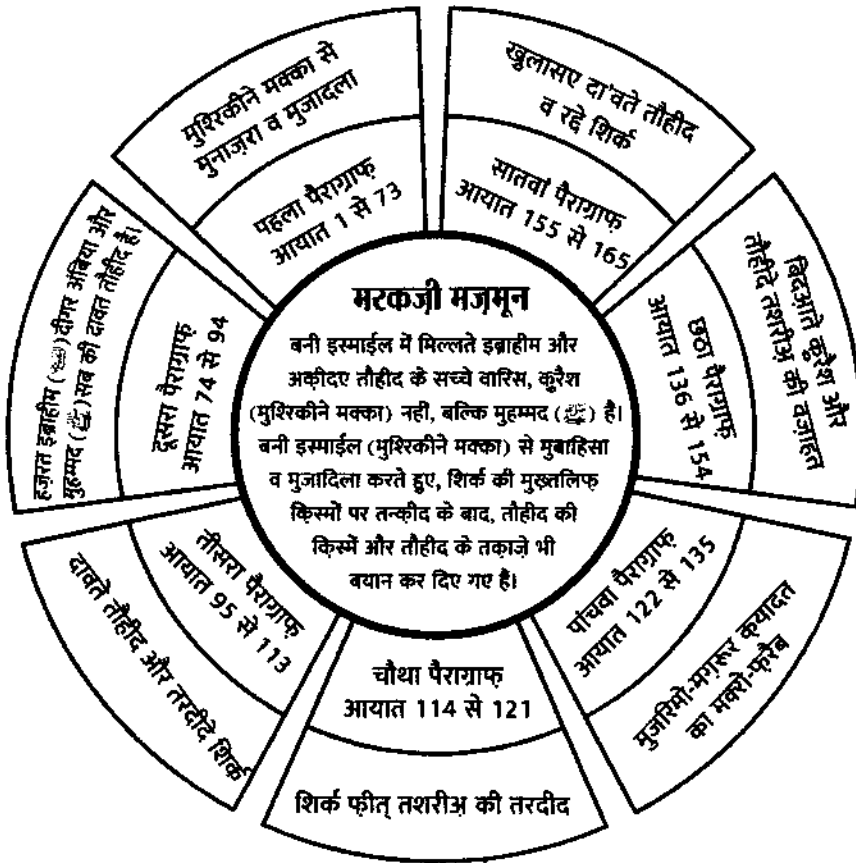 मरकज़ी मज़मून
बनी इस्माईल में मिल्लते इब्राहीम और
अक़ीदए तौहीद के सच्चे वारिस, क़ुरैश
(मुश्रिकीने मक्का) नहीं, बल्कि मुहम्मद (ﷺ) है।
बनी इस्माईल (मुश्रिकीने मक्का) से मुबाहिसा
व मुजादिला करते हुए, शिर्क की मुख़्तलिफ़
क़िस्मों पर तन्क़ीद के बाद, तौहीद की
क़िस्में और तौहीद के तक़ाज़े भी
बयान कर दिए गए हैं।
मुश्रिकीने मक्का से
मुनाज़रा व मुजादला
पहला पैराग्राफ़
आयात 1 से 73
हज़रत इब्राहीम () दीगर अंबिया और
मुहम्मद (ﷺ) सब की दावत तौहीद है।
दूसरा पैराग्राफ़
आयात 74 से 94
तीसरा पैराग्राफ़
आयात 95 से 113
दावते तौहीद और तरदीदे शिर्क
चौथा पैराग्राफ़
आयात 114 से 121
शिर्क फ़ीत् तशरीअ़ की तरदीद
पांचवा पैराग्राफ़
आयात 122 से 135
मुजरिमो-मग़रूर क़यादत
का मक्रो-फ़रेब
बिदआते क़ुरैश और
तौहीदे तशरीअ़ की वज़ाहत
छठा पैराग्राफ़
आयात 136 से 154
ख़ुलासए दा'वते तौहीद
व रद्दे शिर्क
सातवां पैराग्राफ़
आयात 155 से 165